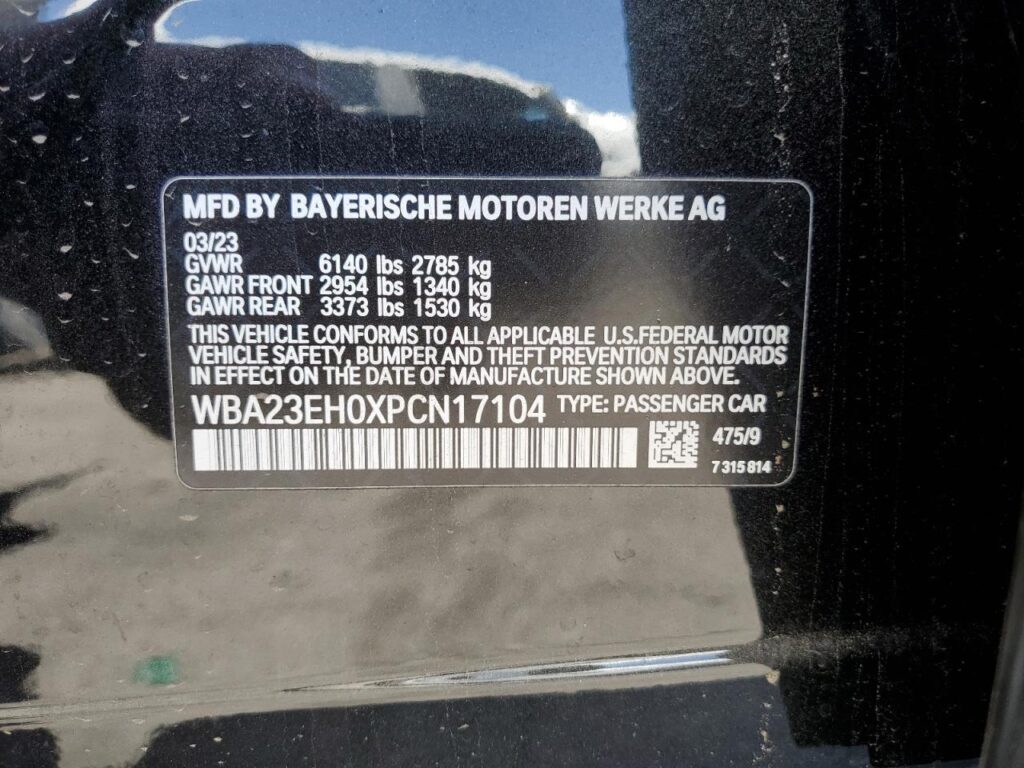 MFD BY BAYERISCHE MOTOREN WERKE AG
03/23
GVWR 6140 lbs 2785 kg
GAWR FRONT 2954 lbs 1340 kg
GAWR REAR 3373 lbs 1530 kg
THIS VEHICLE CONFORMS TO ALL APPLICABLE U.S.FEDERAL MOTOR
VEHICLE SAFETY, BUMPER AND THEFT PREVENTION STANDARDS
IN EFFECT ON THE DATE OF MANUFACTURE SHOWN ABOVE.
WBA23EH0XPCN17104 TYPE: PASSENGER CAR
475/9
7 315 814